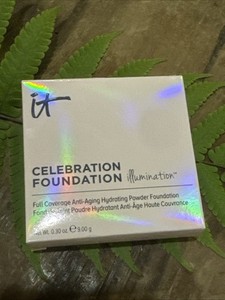 it
CELEBRATION
FOUNDATION illumination™
Full Coverage Anti-Aging Hydrating Powder Foundation
Fond de teint Poudre Hydratant Anti-Âge Haute Couvrance
Net Wt. 0.30 oz. ℮ 9.00 g